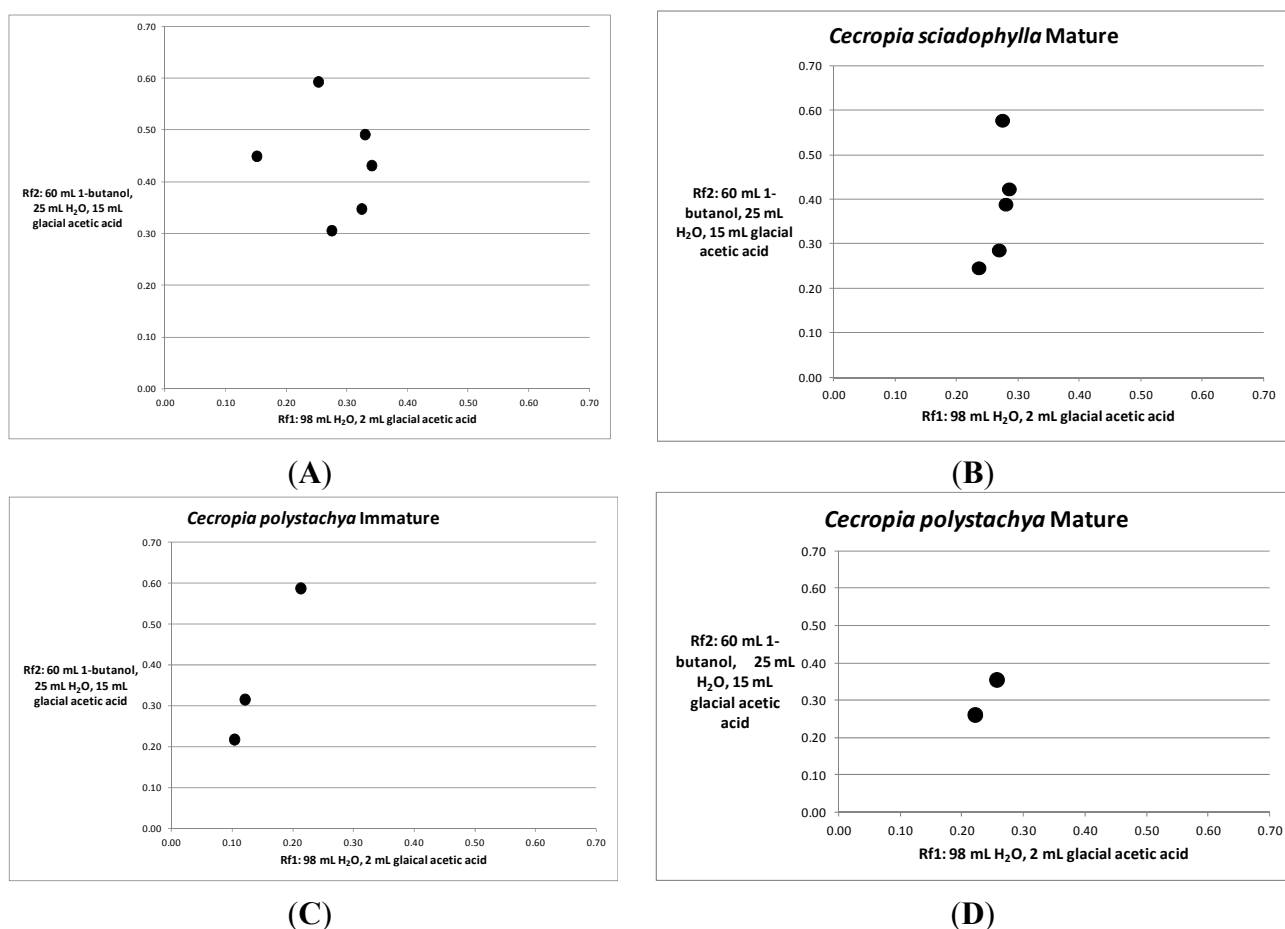 0.70
0.60
0.50
0.40
0.30
0.20
0.10
0.00
Rf2: 60 mL 1-butanol,
25 mL H₂O, 15 mL
glacial acetic acid
0.00 0.10 0.20 0.30 0.40 0.50 0.60 0.70
Rf1: 98 mL H₂O, 2 mL glacial acetic acid
(A)
Cecropia sciadophylla Mature
0.70
0.60
0.50
0.40
0.30
0.20
0.10
0.00
Rf2: 60 mL 1-
butanol, 25 mL
H₂O, 15 mL glacial
acetic acid
0.00 0.10 0.20 0.30 0.40 0.50 0.60 0.70
Rf1: 98 mL H₂O, 2 mL glacial acetic acid
(B)
Cecropia polystachya Immature
0.70
0.60
0.50
0.40
0.30
0.20
0.10
0.00
Rf2: 60 mL 1-butanol,
25 mL H₂O, 15 mL
glacial acetic acid
0.00 0.10 0.20 0.30 0.40 0.50 0.60 0.70
Rf1: 98 mL H₂O, 2 mL glaical acetic acid
(C)
Cecropia polystachya Mature
0.70
0.60
0.50
0.40
0.30
0.20
0.10
0.00
Rf2: 60 mL 1-
butanol, 25 mL
H₂O, 15 mL
glacial acetic
acid
0.00 0.10 0.20 0.30 0.40 0.50 0.60 0.70
Rf1: 98 mL H₂O, 2 mL glacial acetic acid
(D)